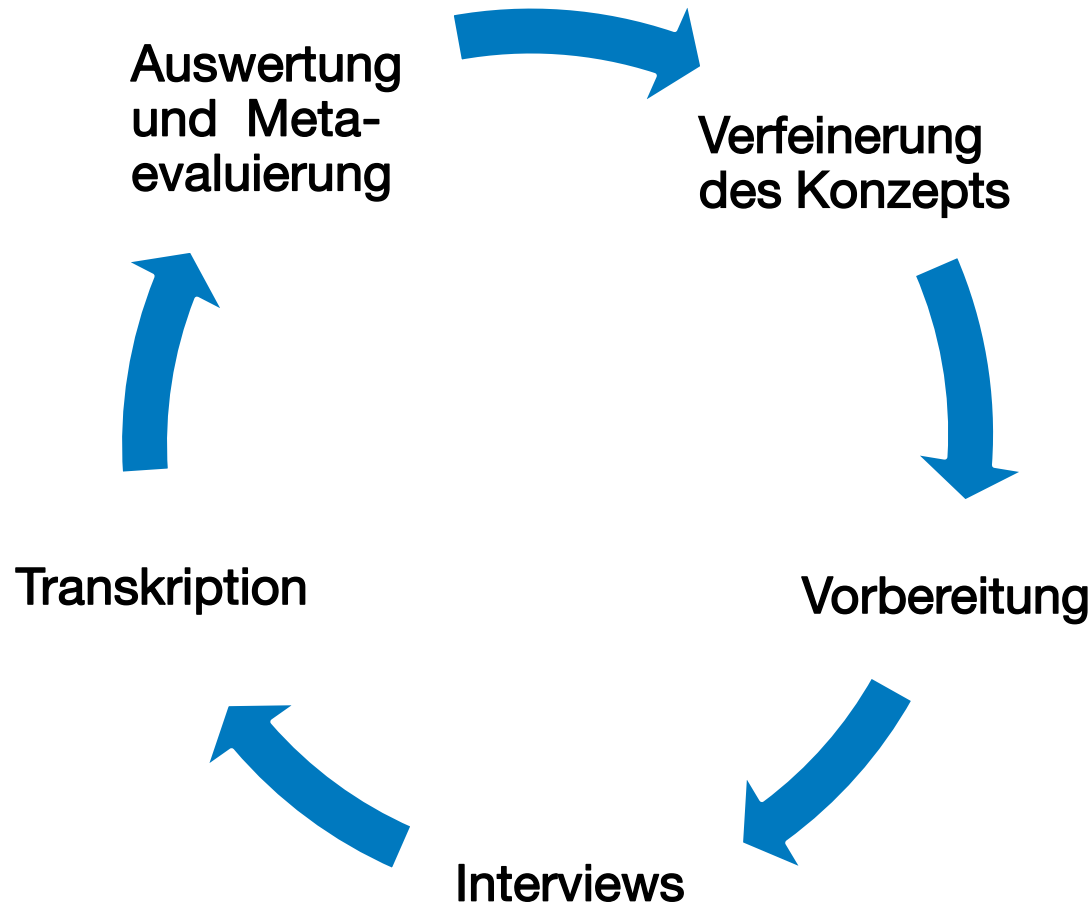 Auswertung
und Meta-
evaluierung
Verfeinerung
des Konzepts
Vorbereitung
Interviews
Transkription